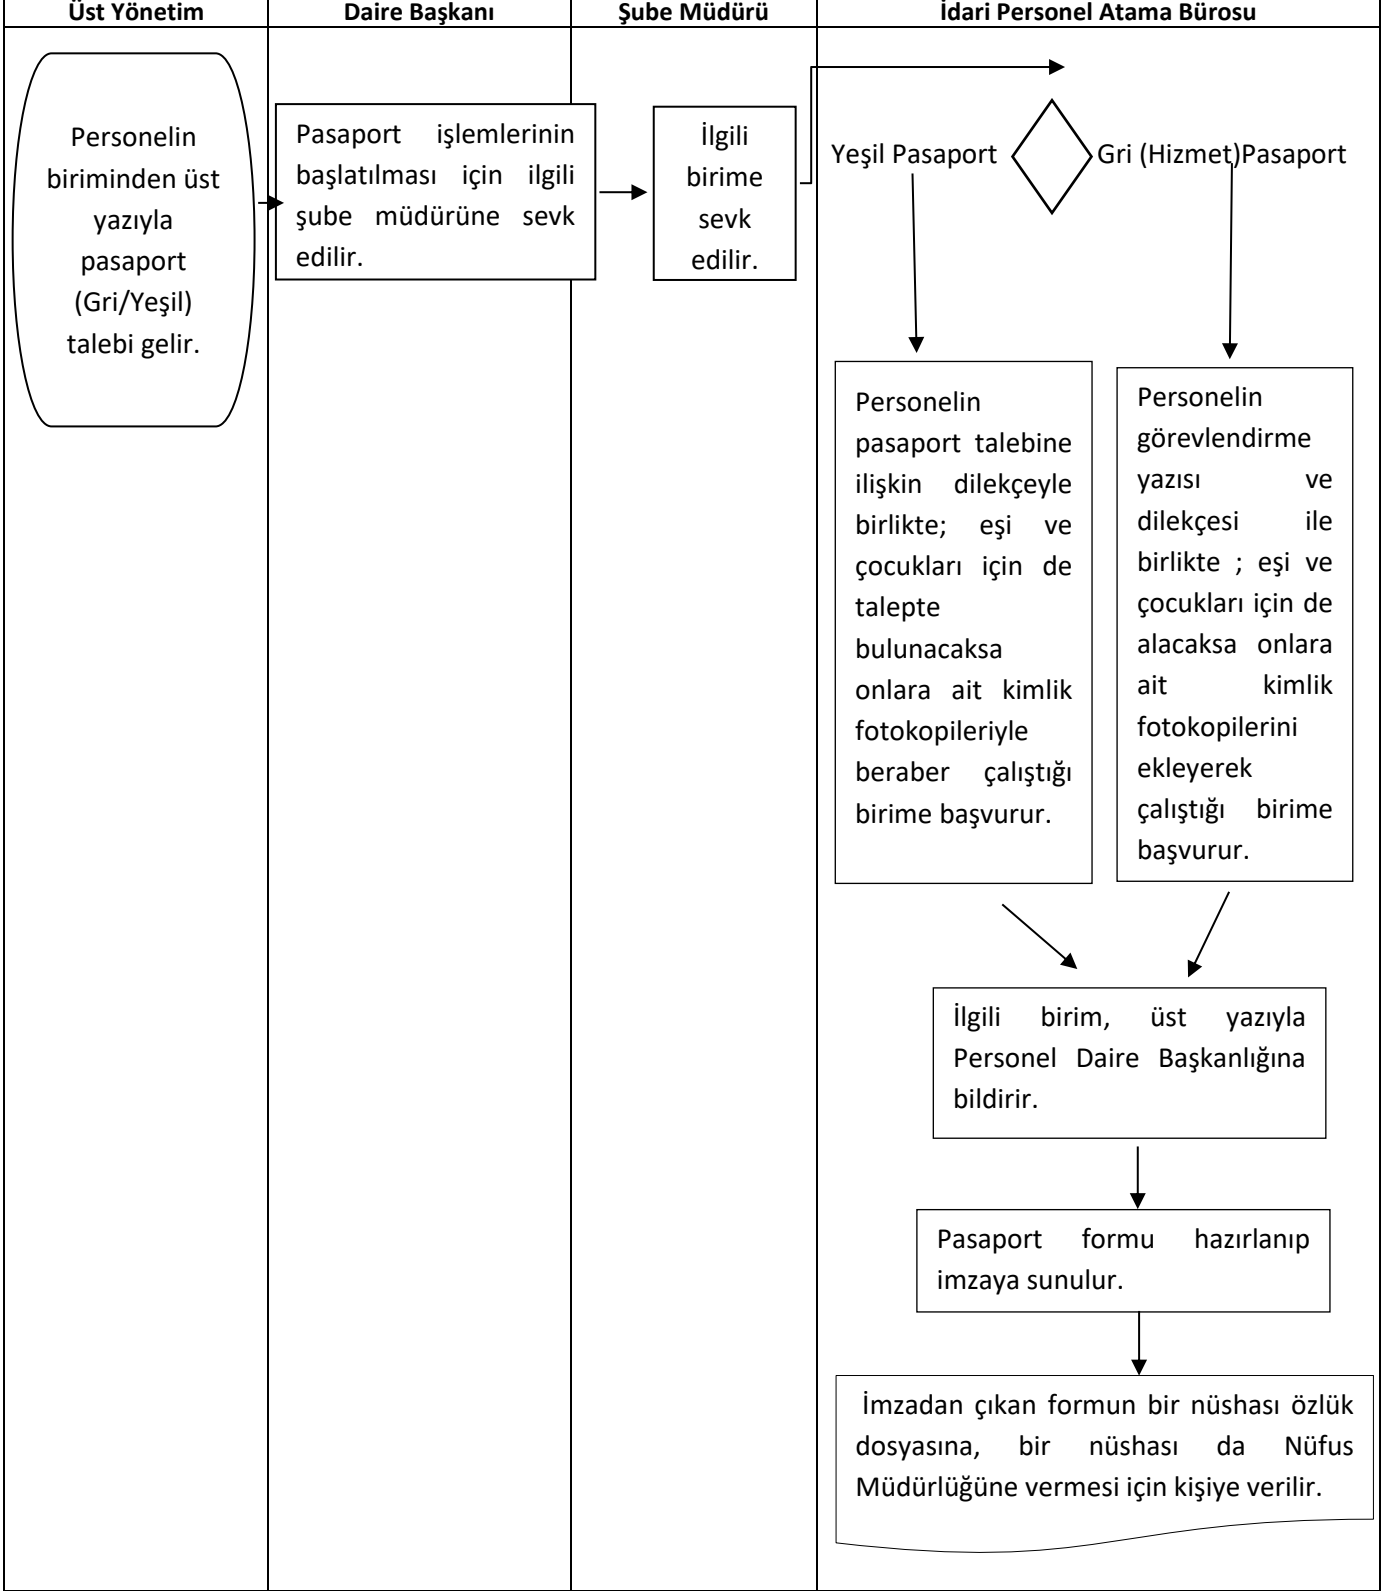 Üst Yönetim
Daire Başkanı
Şube Müdürü
İdari Personel Atama Bürosu
Personelin
biriminden üst
yazıyla
pasaport
(Gri/Yeşil)
talebi gelir.
Pasaport işlemlerinin
başlatılması için ilgili
şube müdürüne sevk
edilir.
İlgili
birime
sevk
edilir.
Yeşil Pasaport
Gri (Hizmet)Pasaport
Personelin
pasaport talebine
ilişkin dilekçeyle
birlikte; eşi ve
çocukları için de
talepte
bulunacaksa
onlara ait kimlik
fotokopileriyle
beraber çalıştığı
birime başvurur.
Personelin
görevlendirme
yazısı ve
dilekçesi ile
birlikte ; eşi ve
çocukları için de
alacaksa onlara
ait kimlik
fotokopilerini
ekleyerek
çalıştığı birime
başvurur.
İlgili birim, üst yazıyla
Personel Daire Başkanlığına
bildirir.
Pasaport formu hazırlanıp
imzaya sunulur.
İmzadan çıkan formun bir nüshası özlük
dosyasına, bir nüshası da Nüfus
Müdürlüğüne vermesi için kişiye verilir.